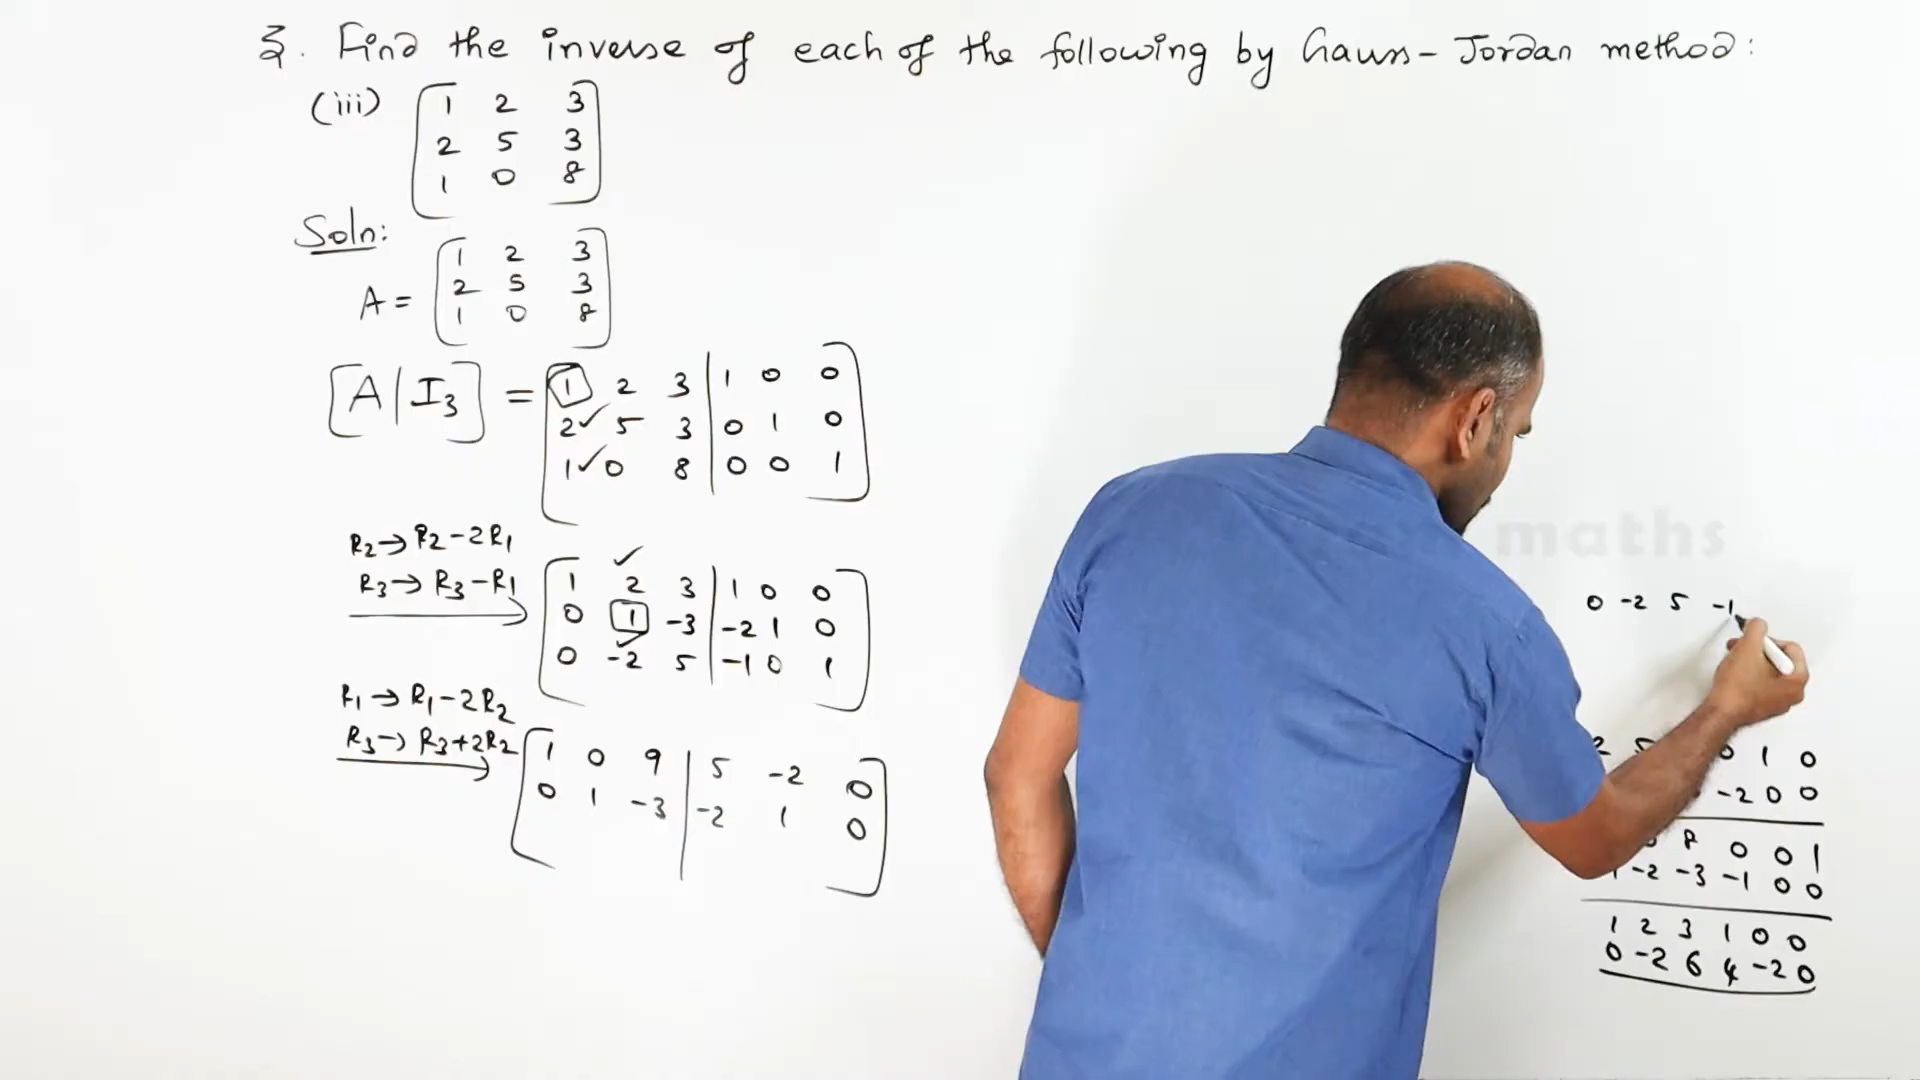 2. Find the inverse of each of the following by Gauss-Jordan method:
(iii) [1 2 3
2 5 3
1 0 8]
Soln:
A = [1 2 3
2 5 3
1 0 8]
[A|I3] = [1 2 3 | 1 0 0
2✓ 5 3 | 0 1 0
1✓ 0 8 | 0 0 1]
R2→R2-2R1
R3→R3-R1
✓
[1 2 3 | 1 0 0
0 1 -3 | -2 1 0
0 -2✓ 5 | -1 0 1]
R1→R1-2R2
R3→R3+2R2
[1 0 9 | 5 -2 0
0 1 -3 | -2 1 0]
maths
0 -2 5 -1
2 0 1 0
-2 0 0
8 0 0 1
-2 -3 -1 0 0
1 2 3 1 0 0
0 -2 6 4 -2 0